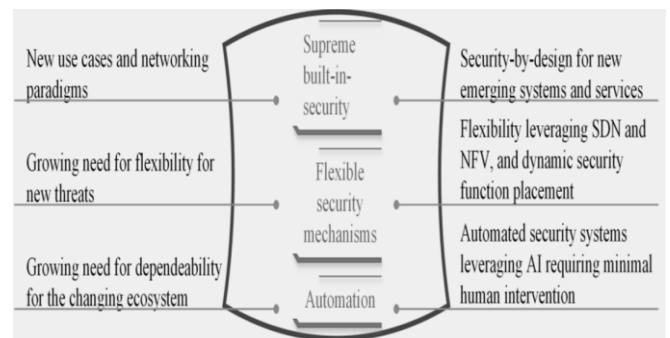 New use cases and networking
paradigms
Supreme
built-in-
security
Security-by-design for new
emerging systems and services
Growing need for flexibility for
new threats
Flexible
security
mechanisms
Flexibility leveraging SDN and
NFV, and dynamic security
function placement
Growing need for dependeability
for the changing ecosystem
Automation
Automated security systems
leveraging AI requiring minimal
human intervention